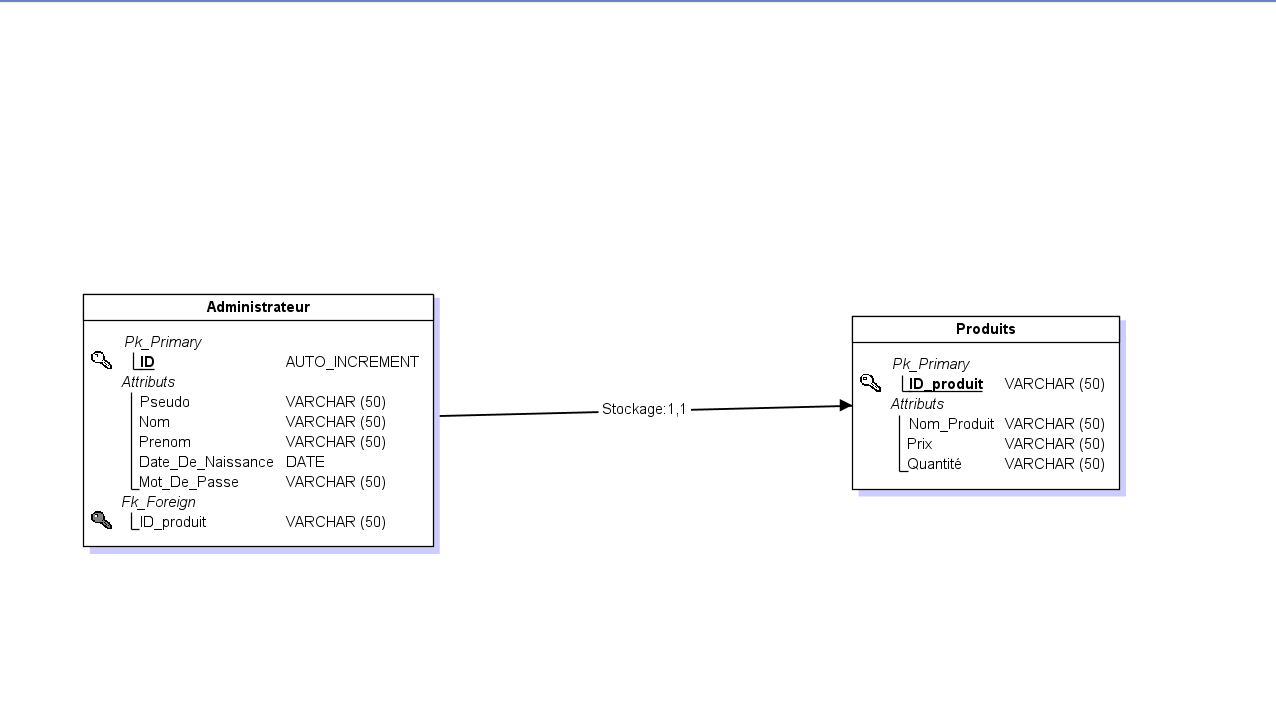 Administrateur
Pk_Primary
ID AUTO_INCREMENT
Attributs
Pseudo VARCHAR (50)
Nom VARCHAR (50)
Prenom VARCHAR (50)
Date_De_Naissance DATE
Mot_De_Passe VARCHAR (50)
Fk_Foreign
ID_produit VARCHAR (50)
Stockage:1,1
Produits
Pk_Primary
ID_produit VARCHAR (50)
Attributs
Nom_Produit VARCHAR (50)
Prix VARCHAR (50)
Quantité VARCHAR (50)